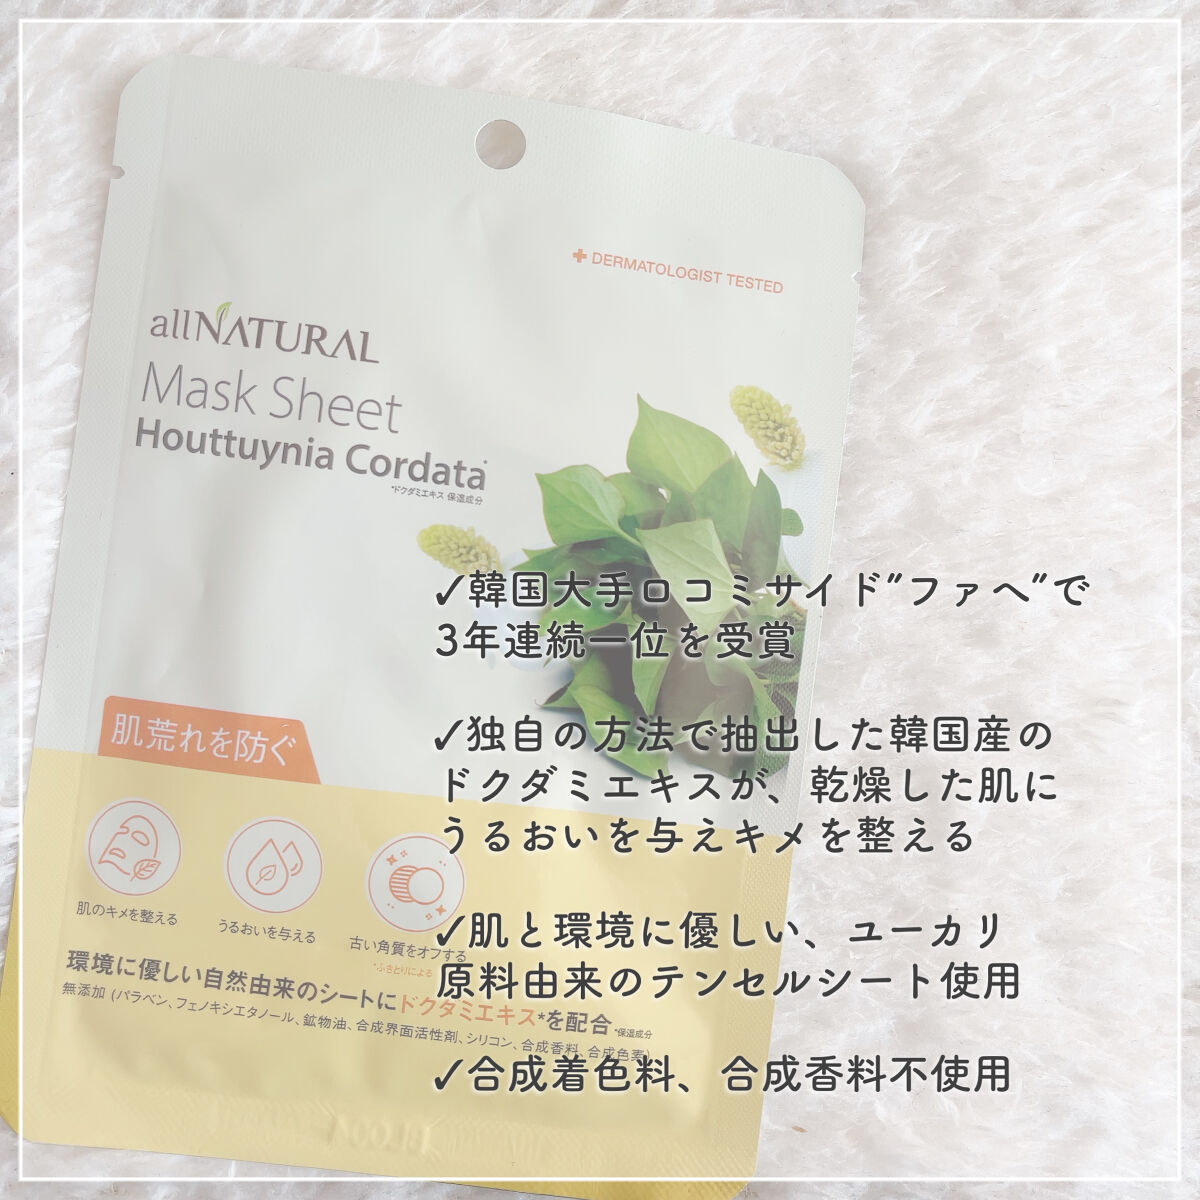 ✚ DERMATOLOGIST TESTED
allNATURAL
Mask Sheet
Houttuynia Cordata*
*ドクダミエキス 保湿成分
肌荒れを防ぐ
肌のキメを整える
うるおいを与える
古い角質をオフする
*ふきとりによる
環境に優しい自然由来のシートにドクダミエキス*を配合 *保湿成分
無添加 (パラベン、フェノキシエタノール、鉱物油、合成界面活性剤、シリコン、合成香料、合成色素)
✓韓国大手口コミサイド"ファヘ"で
3年連続一位を受賞
✓独自の方法で抽出した韓国産の
ドクダミエキスが、乾燥した肌に
うるおいを与えキメを整える
✓肌と環境に優しい、ユーカリ
原料由来のテンセルシート使用
✓合成着色料、合成香料不使用